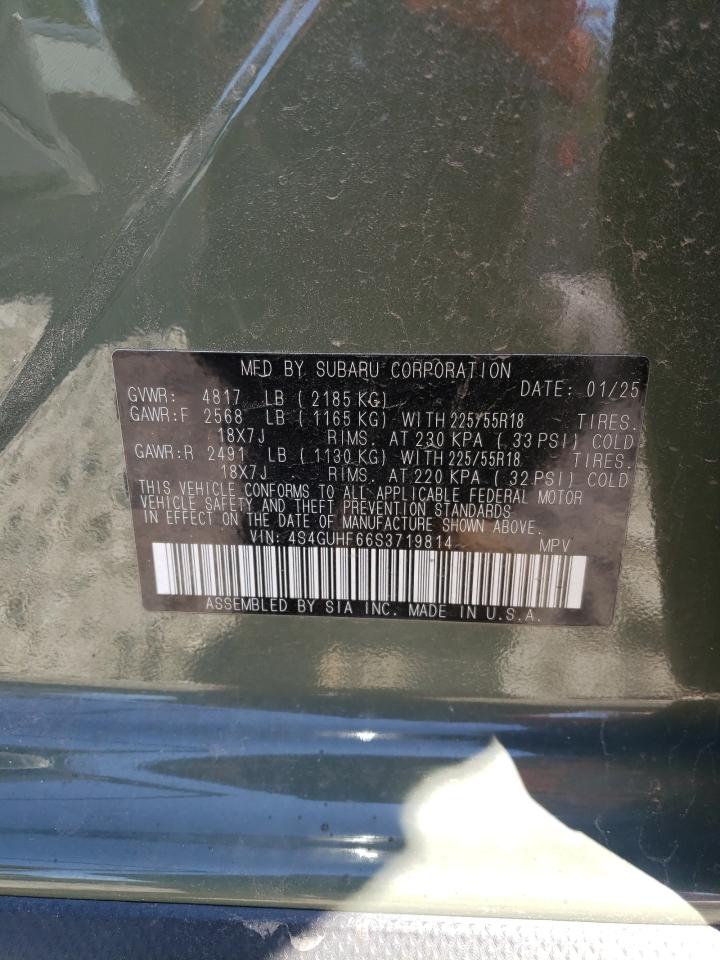 MFD BY SUBARU CORPORATION
GVWR: 4817 LB ( 2185 KG) DATE: 01/25
GAWR:F 2568 LB ( 1165 KG) WITH 225/55R18 TIRES.
18X7J RIMS. AT 230 KPA ( 33 PSI) COLD
GAWR:R 2491 LB ( 1130 KG) WITH 225/55R18 TIRES.
18X7J RIMS. AT 220 KPA ( 32 PSI) COLD
THIS VEHICLE CONFORMS TO ALL APPLICABLE FEDERAL MOTOR
VEHICLE SAFETY AND THEFT PREVENTION STANDARDS
IN EFFECT ON THE DATE OF MANUFACTURE SHOWN ABOVE.
VIN: 4S4GUHF66S3719814 MPV
ASSEMBLED BY SIA INC. MADE IN U.S.A.